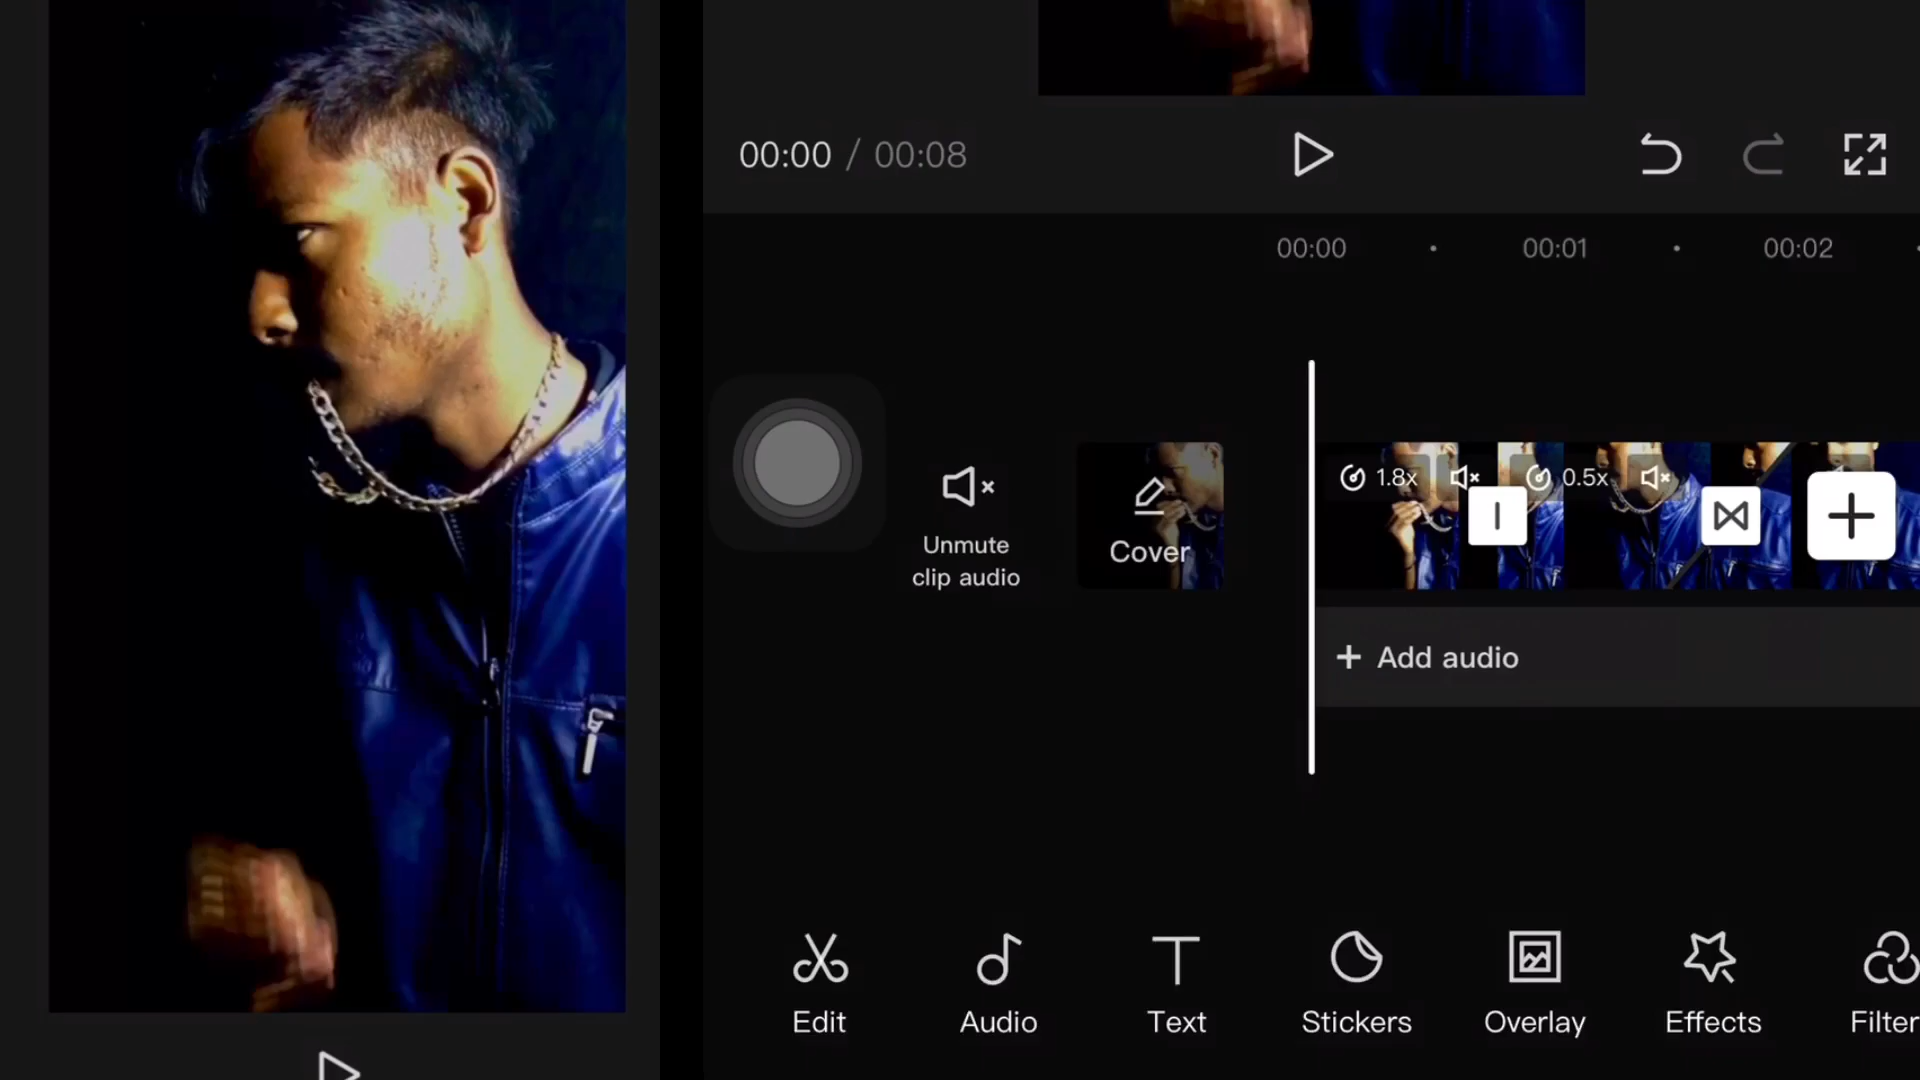 00:00 / 00:08
00:00
00:01
00:02
1.8x
0.5x
Unmute
clip audio
Cover
+ Add audio
Edit
Audio
Text
Stickers
Overlay
Effects
Filter